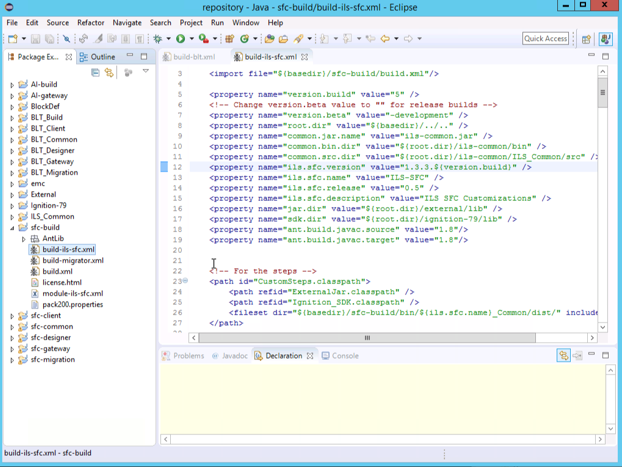 repository - Java - sfc-build/build-ils-sfc.xml - Eclipse
File Edit Source Refactor Navigate Search Project Run Window Help
Quick Access
Package Ex...
Outline
AI-build
AI-gateway
BlockDef
BLT_Build
BLT_Client
BLT_Common
BLT_Designer
BLT_Gateway
BLT_Migration
emc
External
Ignition-79
ILS_Common
sfc-build
AntLib
build-ils-sfc.xml
build-migrator.xml
build.xml
license.html
module-ils-sfc.xml
pack200.properties
sfc-client
sfc-common
sfc-designer
sfc-gateway
sfc-migration
build-blt.xml
build-ils-sfc.xml
3 <import file="${basedir}/sfc-build/build.xml"/>
4
5 <property name="version.build" value="5" />
6 <!-- Change version.beta value to "" for release builds -->
7 <property name="version.beta" value="-development" />
8 <property name="root.dir" value="${basedir}/../.." />
9 <property name="common.jar.name" value="ils-common.jar" />
10 <property name="common.bin.dir" value="${root.dir}/ils-common/bin" />
11 <property name="common.src.dir" value="${root.dir}/ils-common/ILS_Common/src" />
12 <property name="ils.sfc.version" value="1.3.3.${version.build}" />
13 <property name="ils.sfc.name" value="ILS-SFC" />
14 <property name="ils.sfc.release" value="0.5" />
15 <property name="ils.sfc.description" value="ILS SFC Customizations" />
16 <property name="jar.dir" value="${root.dir}/external/lib" />
17 <property name="sdk.dir" value="${root.dir}/ignition-79/lib" />
18 <property name="ant.build.javac.source" value="1.8"/>
19 <property name="ant.build.javac.target" value="1.8"/>
20
21
22 <!-- For the steps -->
23 <path id="CustomSteps.classpath">
24 <path refid="ExternalJar.classpath" />
25 <path refid="Ignition_SDK.classpath" />
26 <fileset dir="${basedir}/sfc-build/bin/${ils.sfc.name}_Common/dist/" include
27 </path>
Problems
Javadoc
Declaration
Console
build-ils-sfc.xml - sfc-build